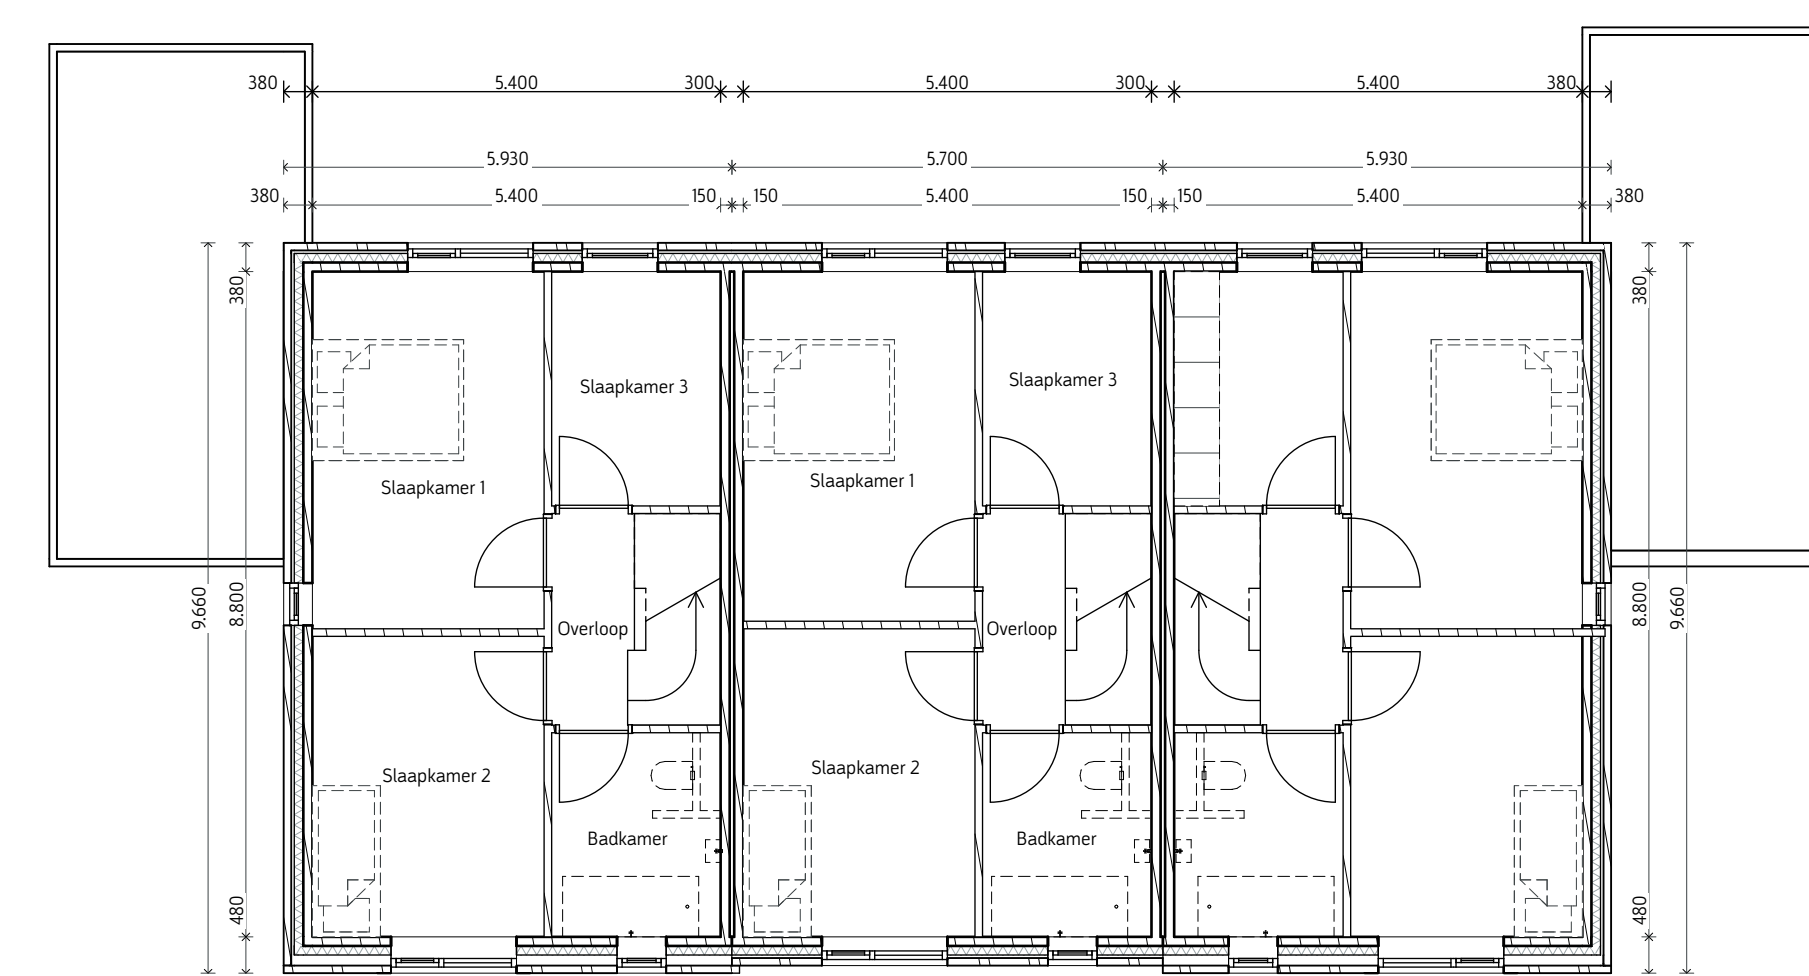 380 5.400 300 5.400 300 5.400 380
5.930 5.700 5.930
380 5.400 150 150 5.400 150 150 5.400 380
380 380
Slaapkamer 3 Slaapkamer 3
Slaapkamer 1 Slaapkamer 1
9.660 8.800 8.800 9.660
Overloop Overloop
Slaapkamer 2 Slaapkamer 2
Badkamer Badkamer
480 480